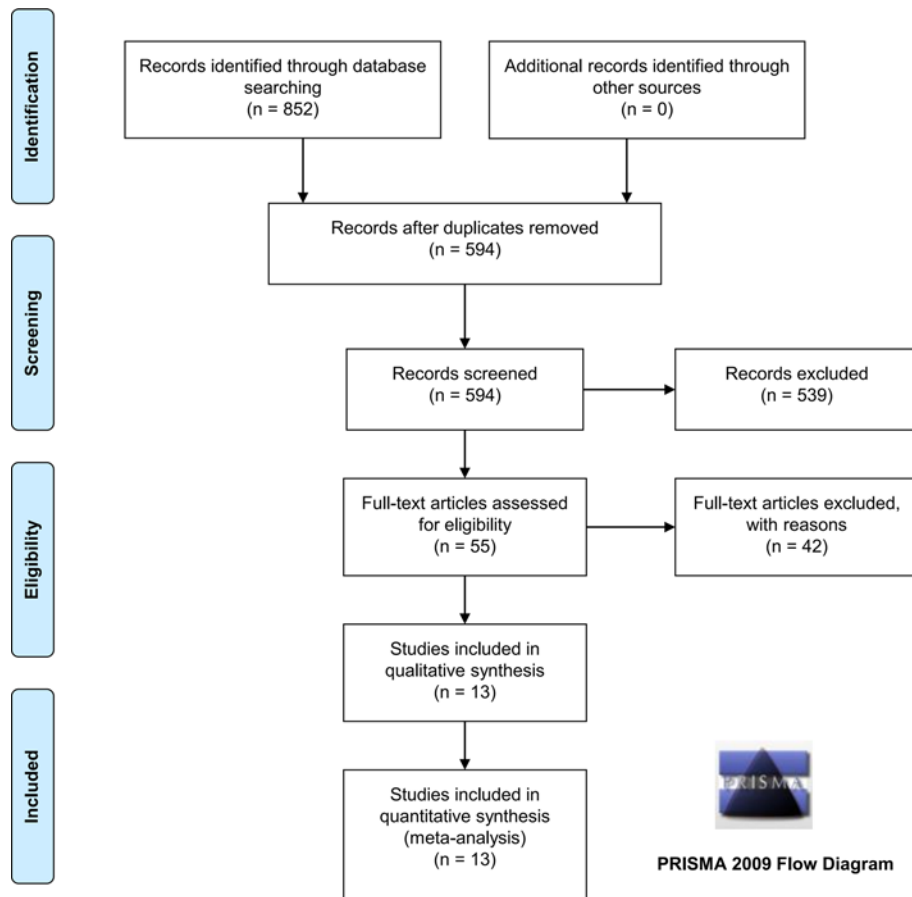 Identification
Records identified through database
searching
(n = 852)
Additional records identified through
other sources
(n = 0)
Records after duplicates removed
(n = 594)
Screening
Records screened
(n = 594)
Records excluded
(n = 539)
Eligibility
Full-text articles assessed
for eligibility
(n = 55)
Full-text articles excluded,
with reasons
(n = 42)
Studies included in
qualitative synthesis
(n = 13)
Included
Studies included in
quantitative synthesis
(meta-analysis)
(n = 13)
PRISMA
PRISMA 2009 Flow Diagram